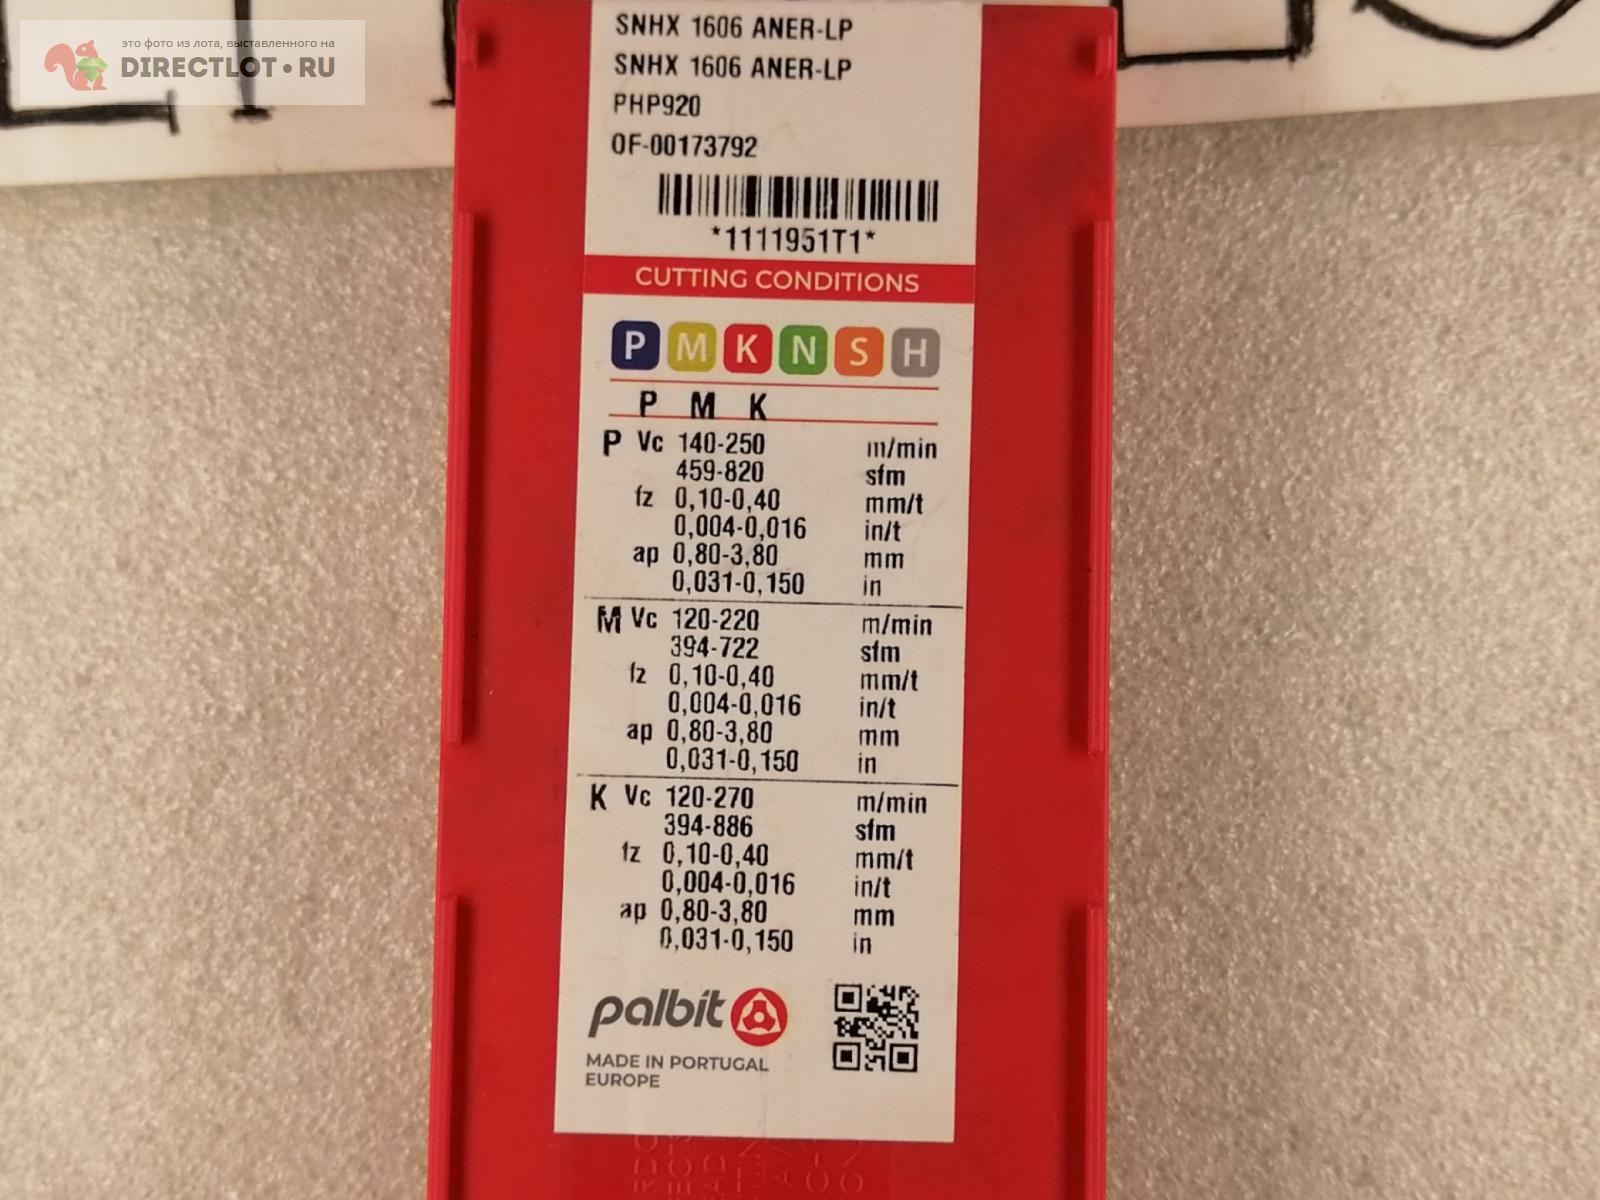 это фото из лота, выставленного на
DIRECTLOT•RU
SNHX 1606 ANER-LP
SNHX 1606 ANER-LP
PHP920
OF-00173792
*1111951T1*
CUTTING CONDITIONS
P M K N S H
P M K
P Vc 140-250 m/min
459-820 sfm
fz 0,10-0,40 mm/t
0,004-0,016 in/t
ap 0,80-3,80 mm
0,031-0,150 in
M Vc 120-220 m/min
394-722 sfm
fz 0,10-0,40 mm/t
0,004-0,016 in/t
ap 0,80-3,80 mm
0,031-0,150 in
K Vc 120-270 m/min
394-886 sfm
fz 0,10-0,40 mm/t
0,004-0,016 in/t
ap 0,80-3,80 mm
0,031-0,150 in
palbit
MADE IN PORTUGAL
EUROPE